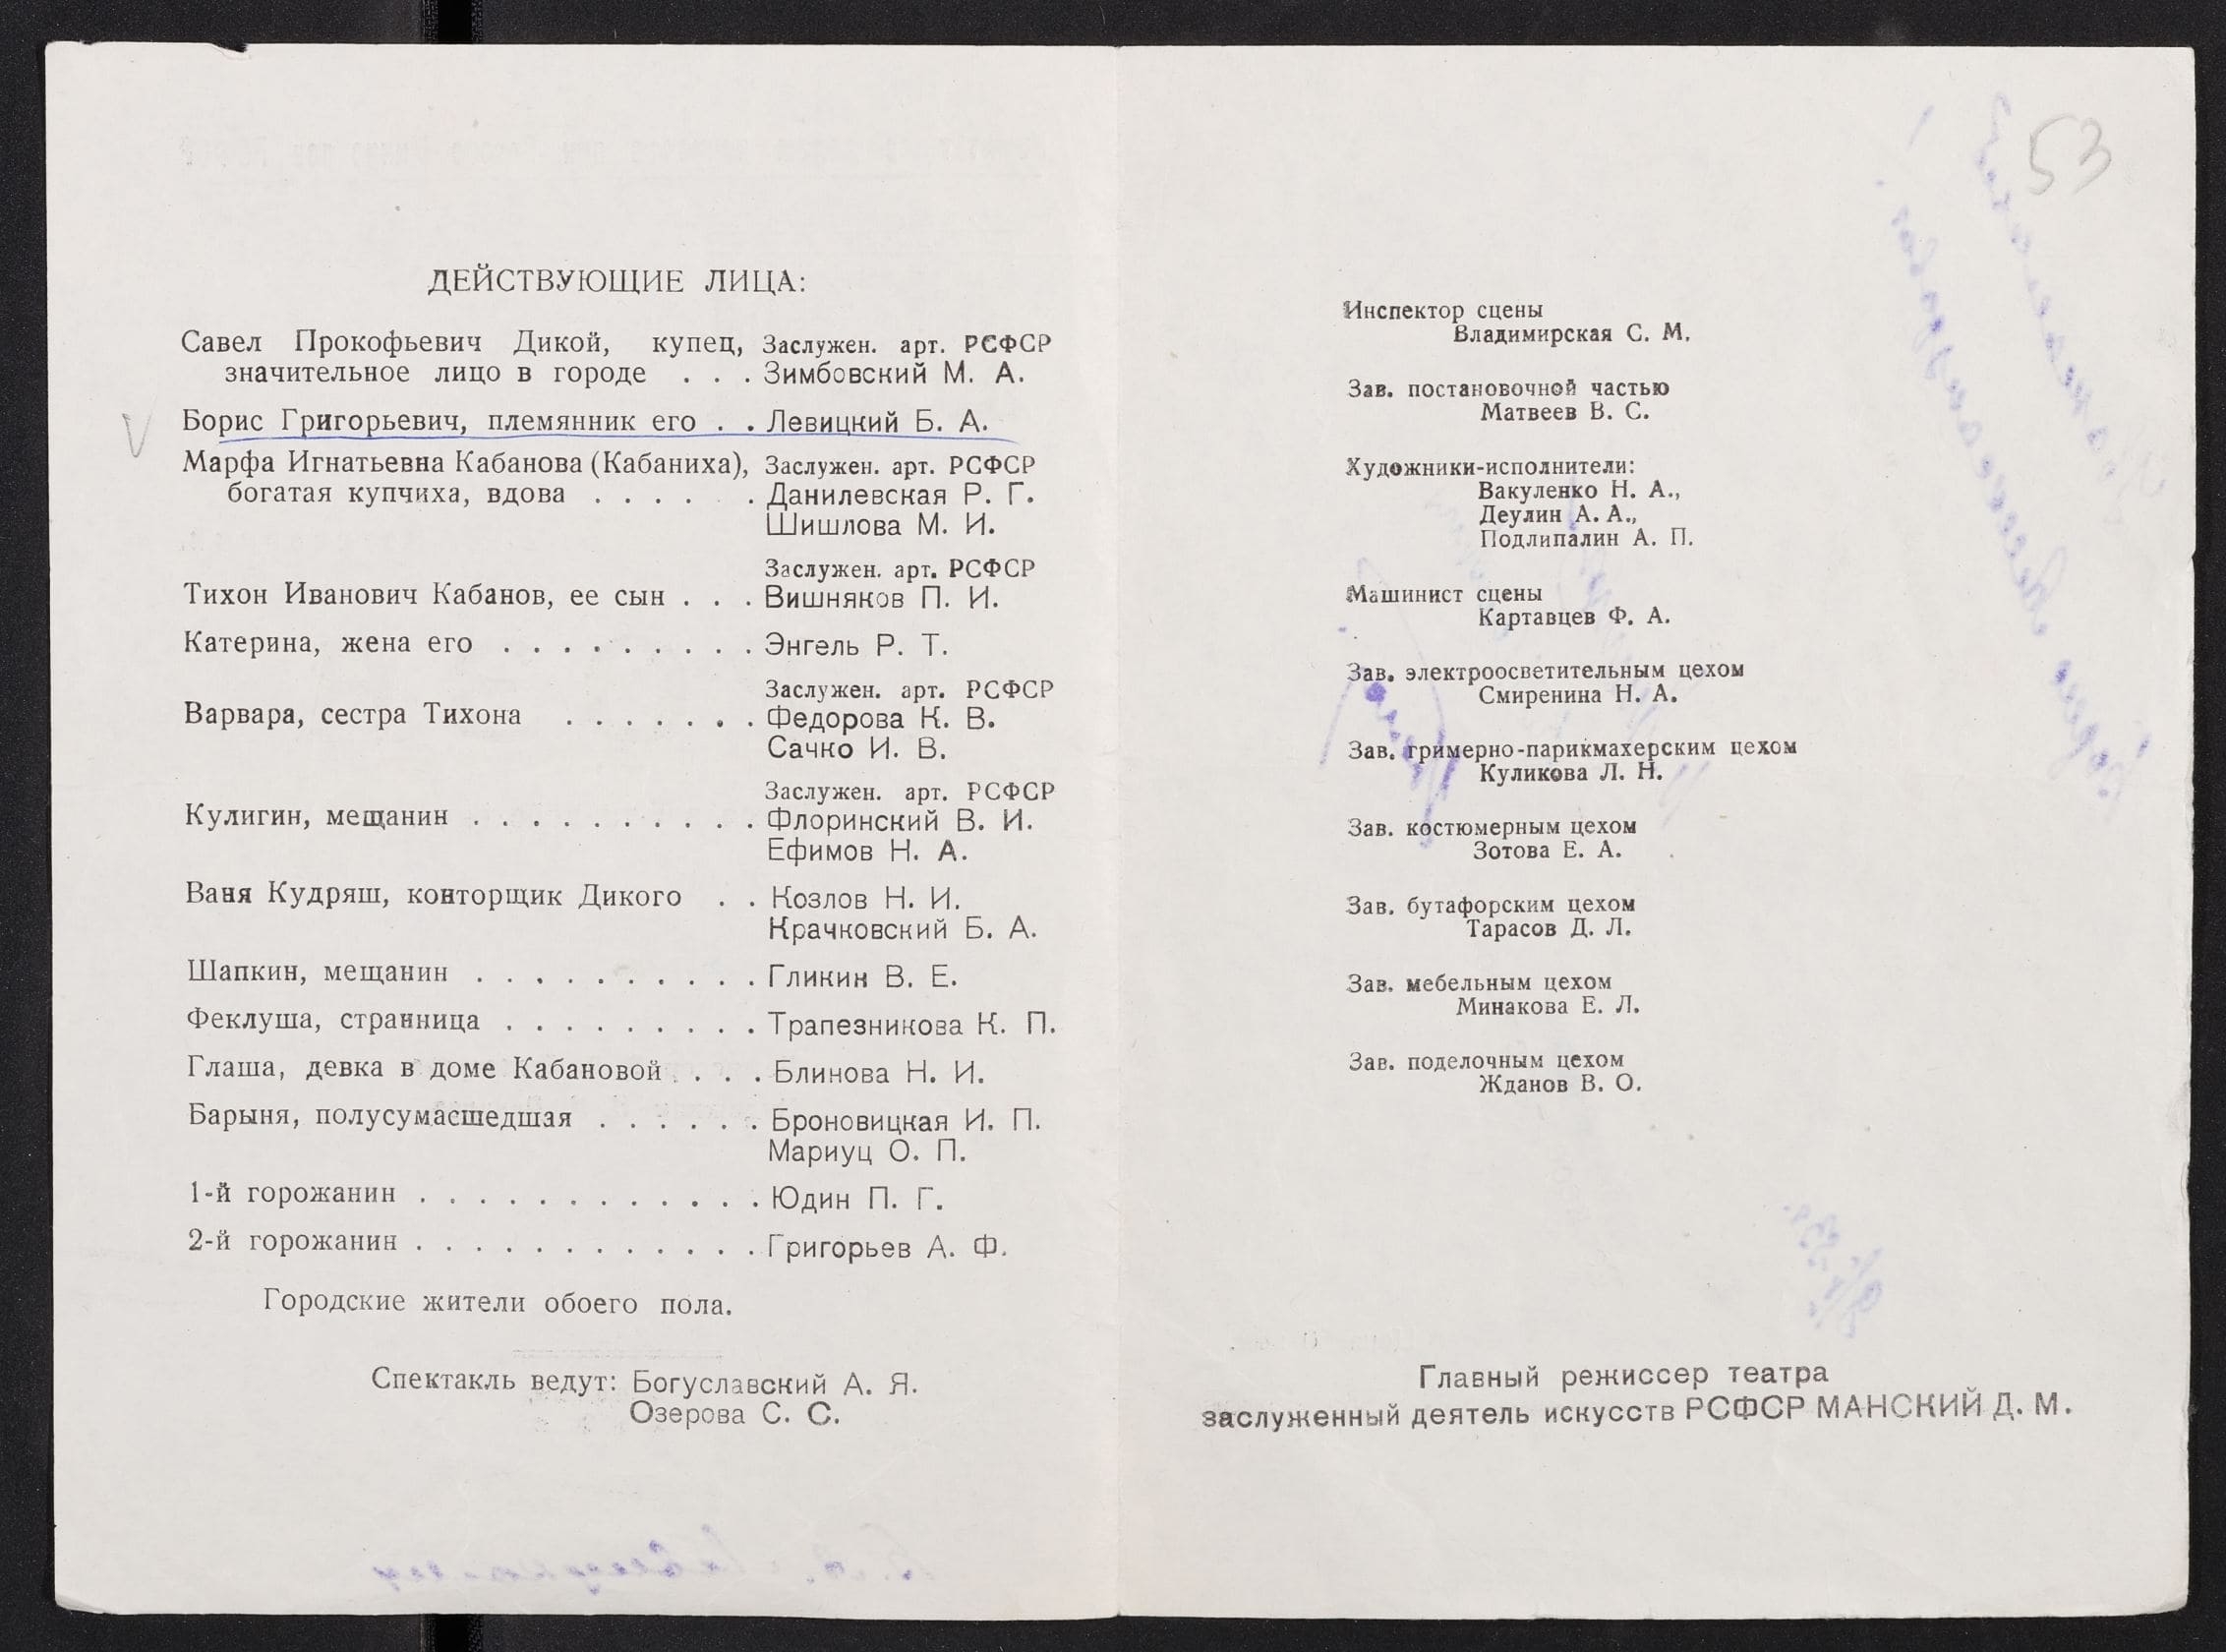 ДЕЙСТВУЮЩИЕ ЛИЦА:
Савел Прокофьевич Дикой, купец, Заслужен. арт. РСФСР
значительное лицо в городе . . . Зимбовский М. А.
Борис Григорьевич, племянник его . . Левицкий Б. А.
Марфа Игнатьевна Кабанова (Кабаниха), Заслужен. арт. РСФСР
богатая купчиха, вдова . . . . . Данилевская Р. Г.
Шишлова М. И.
Заслужен. арт. РСФСР
Тихон Иванович Кабанов, ее сын . . . Вишняков П. И.
Катерина, жена его . . . . . . . . . Энгель Р. Т.
Заслужен. арт. РСФСР
Варвара, сестра Тихона . . . . . . . Федорова К. В.
Сачко И. В.
Заслужен. арт. РСФСР
Кулигин, мещанин . . . . . . . . . . Флоринский В. И.
Ефимов Н. А.
Ваня Кудряш, конторщик Дикого . . Козлов Н. И.
Крачковский Б. А.
Шапкин, мещанин . . . . . . . . . . Гликин В. Е.
Феклуша, странница . . . . . . . . . Трапезникова К. П.
Глаша, девка в доме Кабановой . . . . Блинова Н. И.
Барыня, полусумасшедшая . . . . . . Броновицкая И. П.
Мариуц О. П.
1-й горожанин . . . . . . . . . . . . Юдин П. Г.
2-й горожанин . . . . . . . . . . . . Григорьев А. Ф.
Городские жители обоего пола.
Спектакль ведут: Богуславский А. Я.
Озерова С. С.
53
Инспектор сцены
Владимирская С. М.
Зав. постановочной частью
Матвеев В. С.
Художники-исполнители:
Вакуленко Н. А.,
Деулин А. А.,
Подлипалин А. П.
Машинист сцены
Картавцев Ф. А.
Зав. электроосветительным цехом
Смиренина Н. А.
Зав. гримерно-парикмахерским цехом
Куликова Л. Н.
Зав. костюмерным цехом
Зотова Е. А.
Зав. бутафорским цехом
Тарасов Д. Л.
Зав. мебельным цехом
Минакова Е. Л.
Зав. поделочным цехом
Жданов В. О.
Главный режиссер театра
заслуженный деятель искусств РСФСР МАНСКИЙ Д. М.